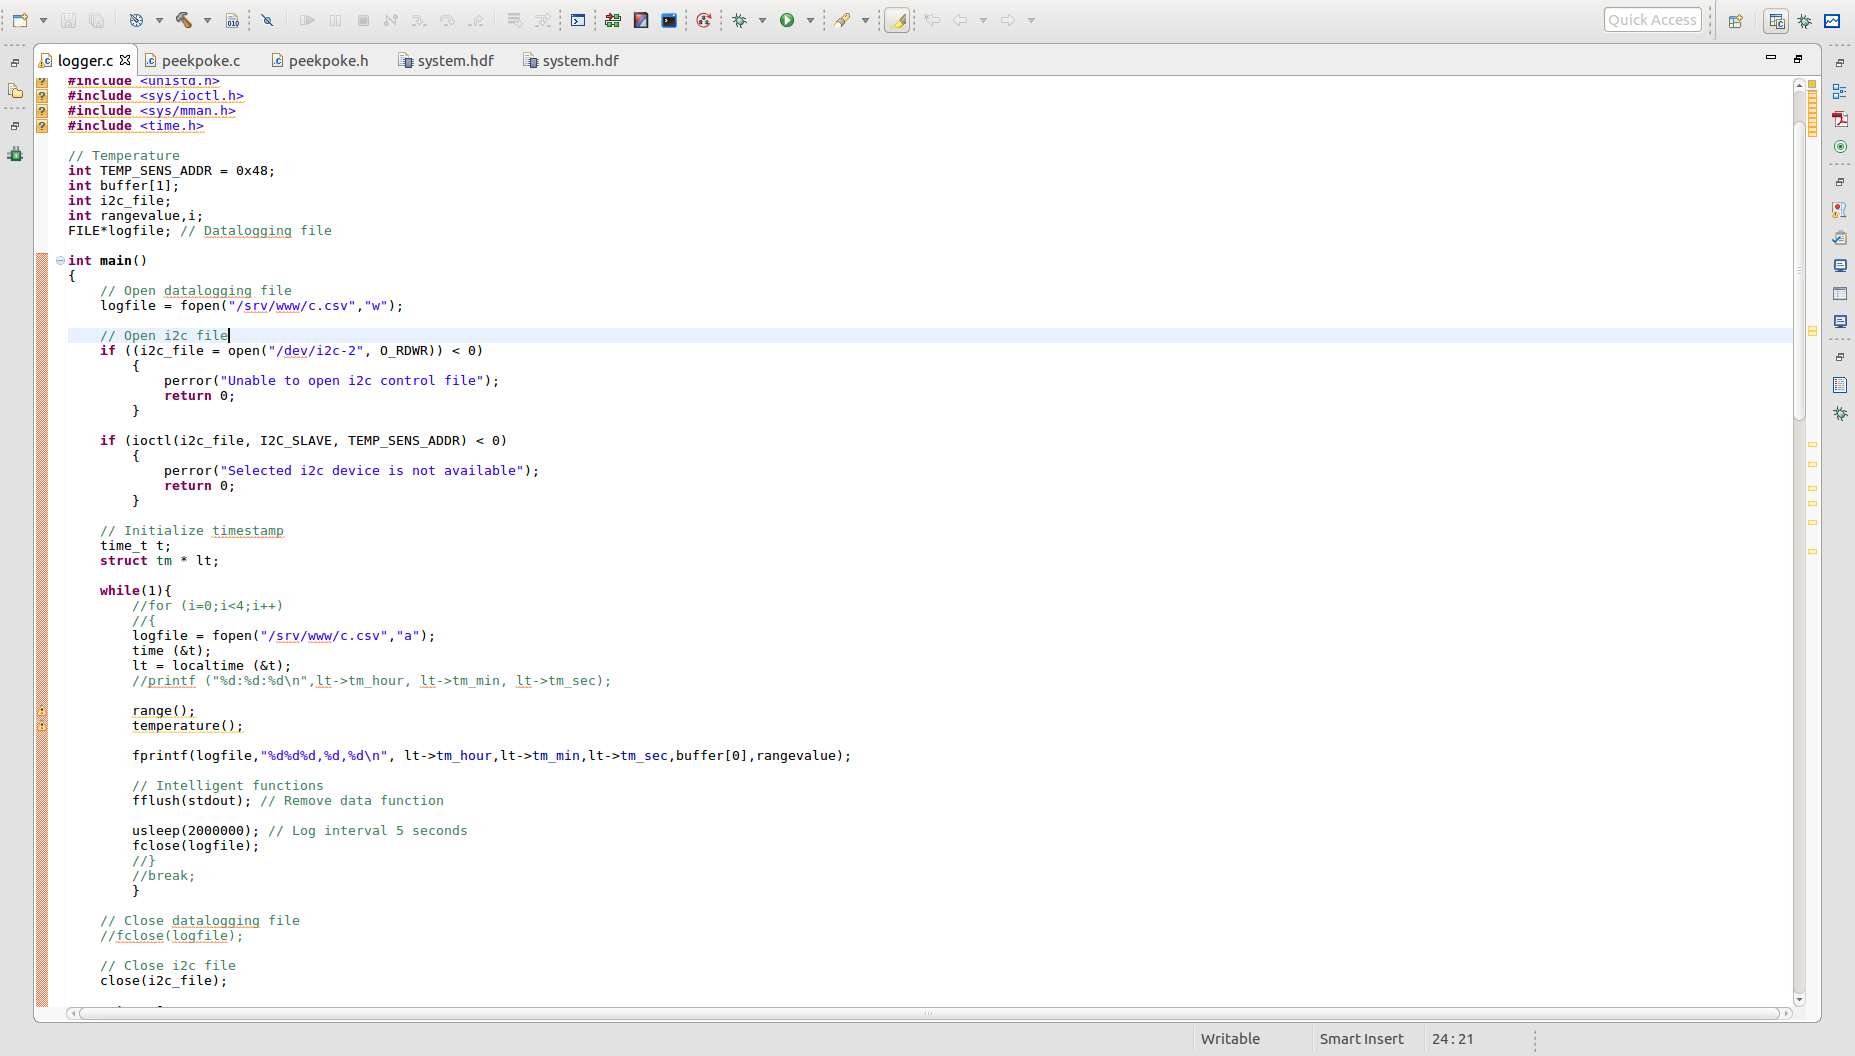 Quick Access
logger.c
peekpoke.c
peekpoke.h
system.hdf
system.hdf
#include <unistd.h>
#include <sys/ioctl.h>
#include <sys/mman.h>
#include <time.h>
// Temperature
int TEMP_SENS_ADDR = 0x48;
int buffer[1];
int i2c_file;
int rangevalue,i;
FILE*logfile; // Datalogging file
int main()
{
// Open datalogging file
logfile = fopen("/srv/www/c.csv","w");
// Open i2c file
if ((i2c_file = open("/dev/i2c-2", O_RDWR)) < 0)
{
perror("Unable to open i2c control file");
return 0;
}
if (ioctl(i2c_file, I2C_SLAVE, TEMP_SENS_ADDR) < 0)
{
perror("Selected i2c device is not available");
return 0;
}
// Initialize timestamp
time_t t;
struct tm * lt;
while(1){
//for (i=0;i<4;i++)
//{
logfile = fopen("/srv/www/c.csv","a");
time (&t);
lt = localtime (&t);
//printf ("%d:%d:%d\n",lt->tm_hour, lt->tm_min, lt->tm_sec);
range();
temperature();
fprintf(logfile,"%d%d%d,%d,%d\n", lt->tm_hour,lt->tm_min,lt->tm_sec,buffer[0],rangevalue);
// Intelligent functions
fflush(stdout); // Remove data function
usleep(2000000); // Log interval 5 seconds
fclose(logfile);
//}
//break;
}
// Close datalogging file
//fclose(logfile);
// Close i2c file
close(i2c_file);
Writable
Smart Insert
24 : 21